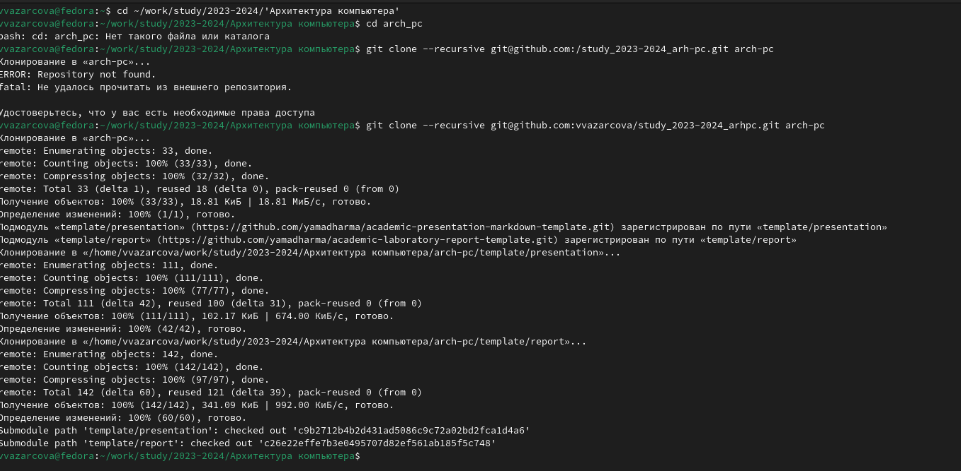 vvazarcova@fedora:~$ cd ~/work/study/2023-2024/'Архитектура компьютера'
vvazarcova@fedora:~/work/study/2023-2024/Архитектура компьютера$ cd arch_pc
bash: cd: arch_pc: Нет такого файла или каталога
vvazarcova@fedora:~/work/study/2023-2024/Архитектура компьютера$ git clone --recursive git@github.com:/study_2023-2024_arh-pc.git arch-pc
Клонирование в «arch-pc»...
ERROR: Repository not found.
fatal: Не удалось прочитать из внешнего репозитория.

Удостоверьтесь, что у вас есть необходимые права доступа
vvazarcova@fedora:~/work/study/2023-2024/Архитектура компьютера$ git clone --recursive git@github.com:vvazarcova/study_2023-2024_arhpc.git arch-pc
Клонирование в «arch-pc»...
remote: Enumerating objects: 33, done.
remote: Counting objects: 100% (33/33), done.
remote: Compressing objects: 100% (32/32), done.
remote: Total 33 (delta 1), reused 18 (delta 0), pack-reused 0 (from 0)
Получение объектов: 100% (33/33), 18.81 КиБ | 18.81 МиБ/с, готово.
Определение изменений: 100% (1/1), готово.
Подмодуль «template/presentation» (https://github.com/yamadharma/academic-presentation-markdown-template.git) зарегистрирован по пути «template/presentation»
Подмодуль «template/report» (https://github.com/yamadharma/academic-laboratory-report-template.git) зарегистрирован по пути «template/report»
Клонирование в «/home/vvazarcova/work/study/2023-2024/Архитектура компьютера/arch-pc/template/presentation»...
remote: Enumerating objects: 111, done.
remote: Counting objects: 100% (111/111), done.
remote: Compressing objects: 100% (77/77), done.
remote: Total 111 (delta 42), reused 100 (delta 31), pack-reused 0 (from 0)
Получение объектов: 100% (111/111), 102.17 КиБ | 674.00 КиБ/с, готово.
Определение изменений: 100% (42/42), готово.
Клонирование в «/home/vvazarcova/work/study/2023-2024/Архитектура компьютера/arch-pc/template/report»...
remote: Enumerating objects: 142, done.
remote: Counting objects: 100% (142/142), done.
remote: Compressing objects: 100% (97/97), done.
remote: Total 142 (delta 60), reused 121 (delta 39), pack-reused 0 (from 0)
Получение объектов: 100% (142/142), 341.09 КиБ | 992.00 КиБ/с, готово.
Определение изменений: 100% (60/60), готово.
Submodule path 'template/presentation': checked out 'c9b2712b4b2d431ad5086c9c72a02bd2fca1d4a6'
Submodule path 'template/report': checked out 'c26e22effe7b3e0495707d82ef561ab185f5c748'
vvazarcova@fedora:~/work/study/2023-2024/Архитектура компьютера$